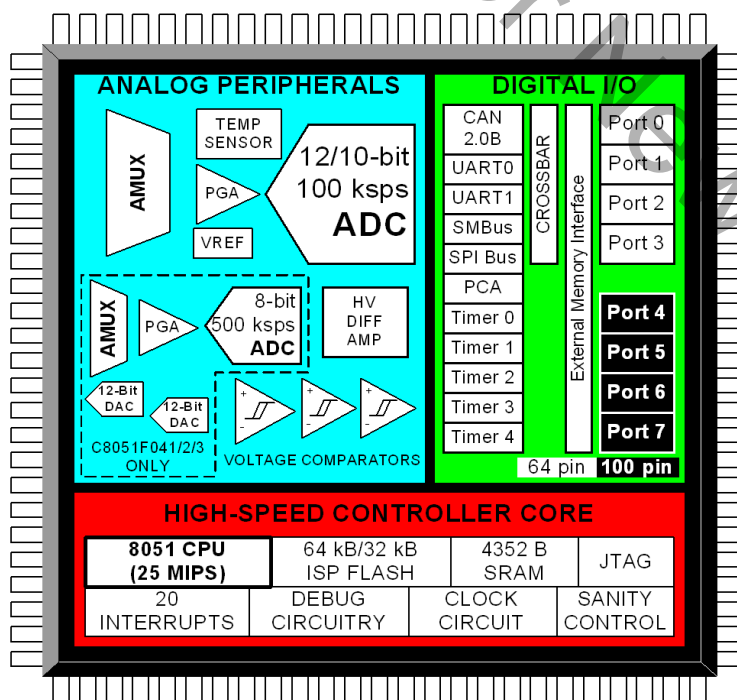 ANALOG PERIPHERALS
TEMP
SENSOR
AMUX
PGA
VREF
12/10-bit
100 ksps
ADC
AMUX
PGA
8-bit
500 ksps
ADC
HV
DIFF
AMP
12-Bit
DAC
12-Bit
DAC
C8051F041/2/3
ONLY
+
-
+
-
+
-
VOLTAGE COMPARATORS
DIGITAL I/O
CAN
2.0B
UART0
UART1
SMBus
SPI Bus
PCA
Timer 0
Timer 1
Timer 2
Timer 3
Timer 4
CROSSBAR
External Memory Interface
Port 0
Port 1
Port 2
Port 3
Port 4
Port 5
Port 6
Port 7
64 pin
100 pin
HIGH-SPEED CONTROLLER CORE
8051 CPU
(25 MIPS)
64 kB/32 kB
ISP FLASH
4352 B
SRAM
JTAG
20
INTERRUPTS
DEBUG
CIRCUITRY
CLOCK
CIRCUIT
SANITY
CONTROL